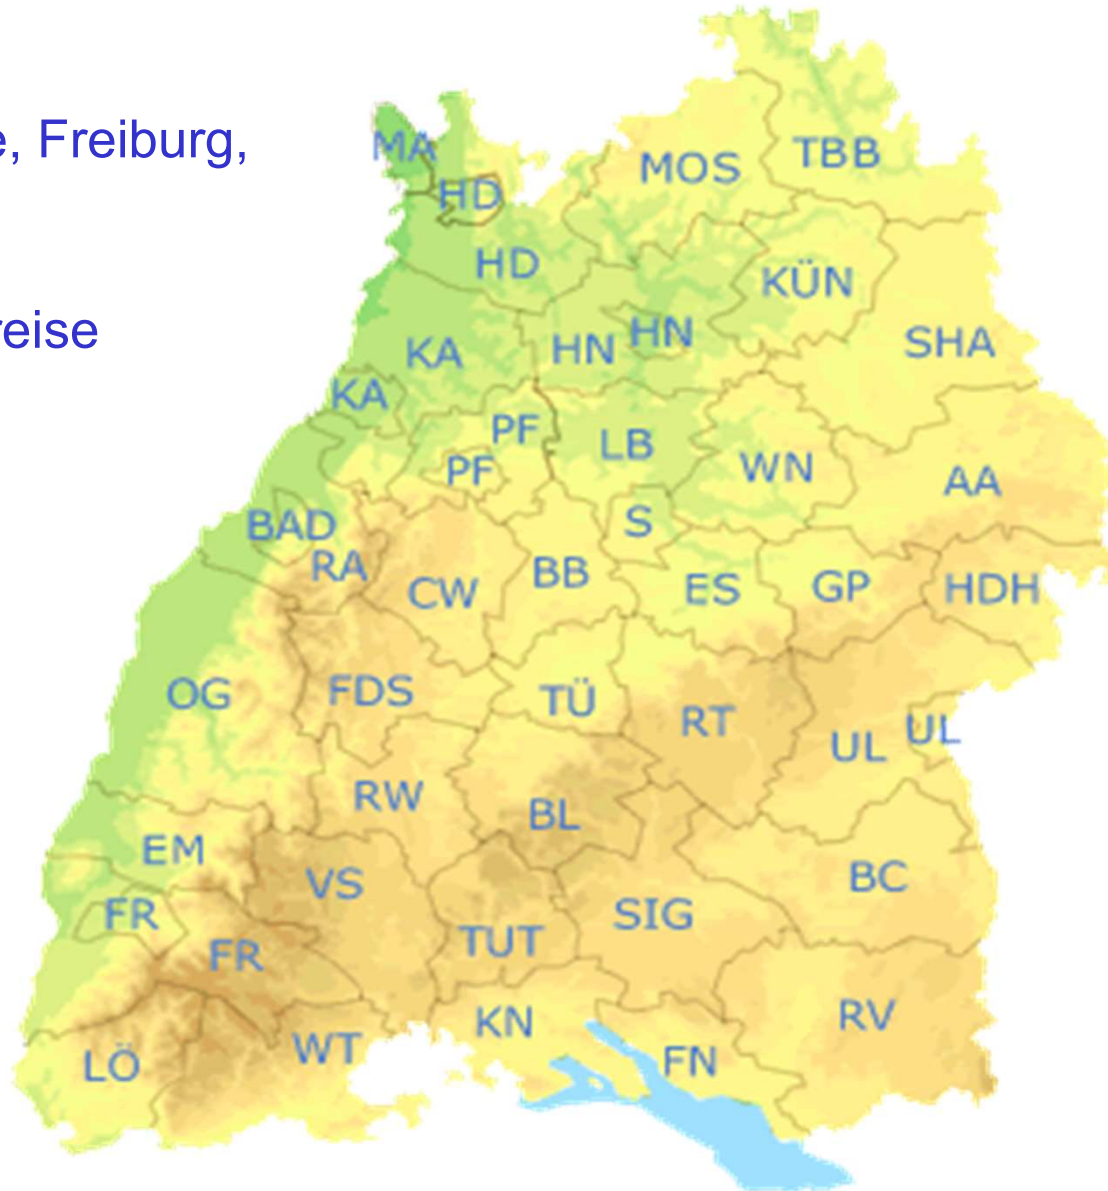 e, Freiburg,
reise
MA
MOS
TBB
HD
HD
KÜN
HN
HN
SHA
KA
KA
PF
LB
PF
WN
AA
BAD
S
RA
CW
BB
ES
GP
HDH
OG
FDS
TÜ
RT
UL
UL
RW
BL
EM
VS
BC
FR
SIG
FR
TUT
KN
RV
WT
LÖ
FN